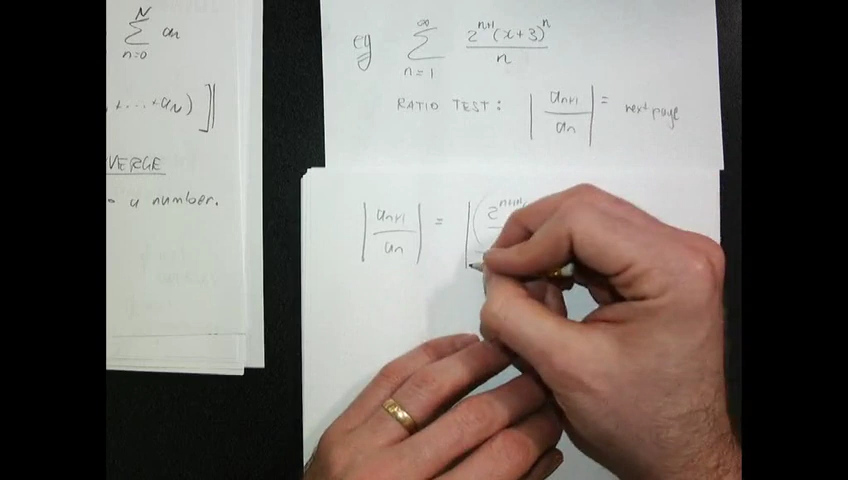 N
∑ an
n=0
+ ... + aN) ]
VERGE
a number.
eg ∞∑n=1 2^(n+1) (x+3)^n / n
RATIO TEST: | an+1 / an | = next page
| an+1 / an | = | ( 2^(n+1+1